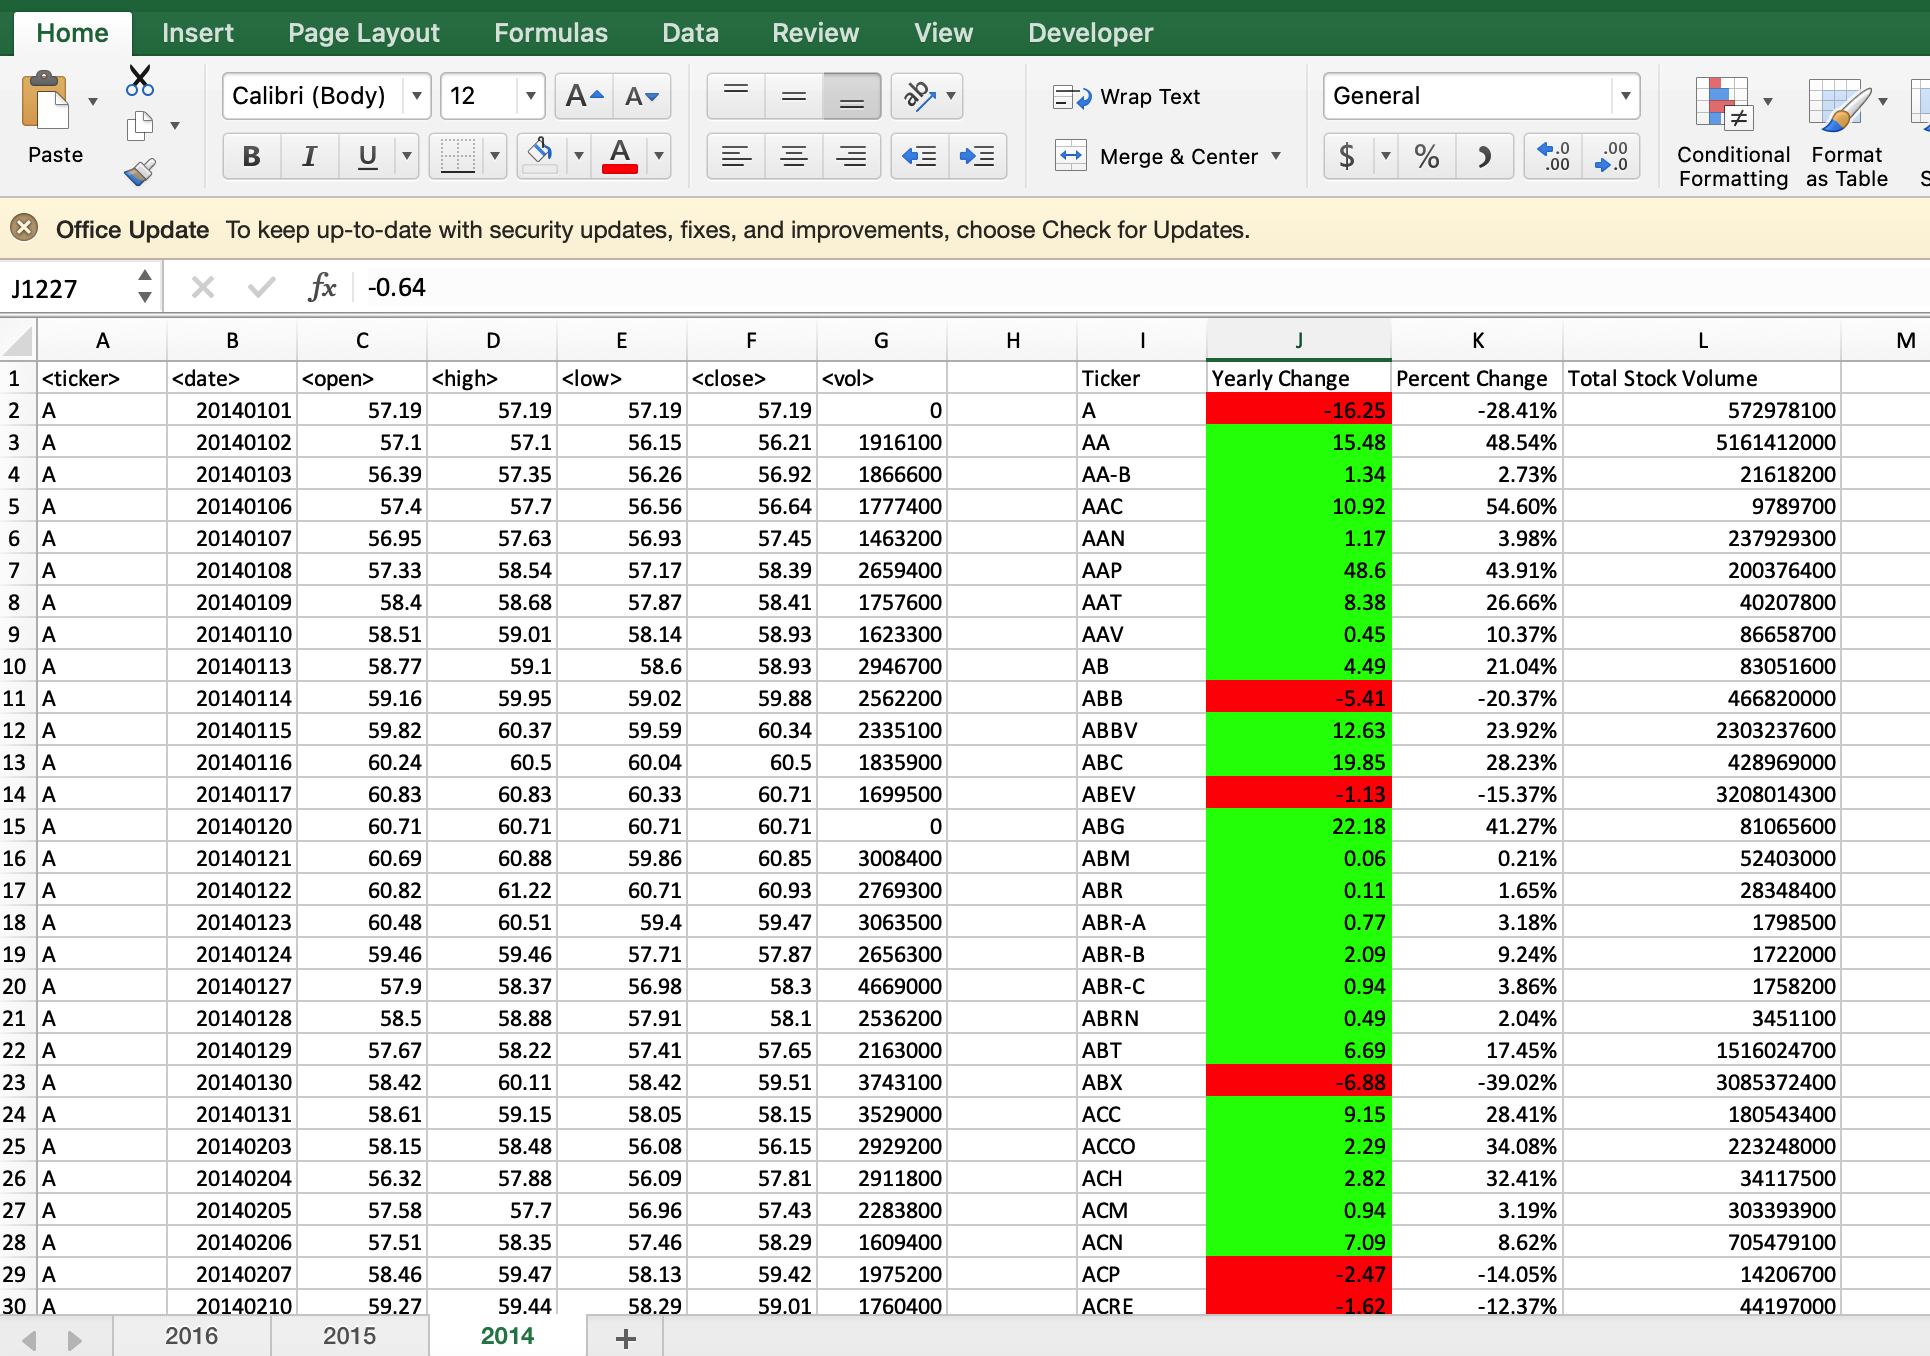 Home Insert Page Layout Formulas Data Review View Developer
Paste
Calibri (Body) 12 A A
B I U A
ab
Wrap Text
Merge & Center
General
$ % .0 .00 .00 .0
Conditional Formatting
Format as Table
Office Update To keep up-to-date with security updates, fixes, and improvements, choose Check for Updates.
J1227 fx -0.64
A B C D E F G H I J K L M
1 <ticker> <date> <open> <high> <low> <close> <vol> Ticker Yearly Change Percent Change Total Stock Volume
2 A 20140101 57.19 57.19 57.19 57.19 0 A -16.25 -28.41% 572978100
3 A 20140102 57.1 57.1 56.15 56.21 1916100 AA 15.48 48.54% 5161412000
4 A 20140103 56.39 57.35 56.26 56.92 1866600 AA-B 1.34 2.73% 21618200
5 A 20140106 57.4 57.7 56.56 56.64 1777400 AAC 10.92 54.60% 9789700
6 A 20140107 56.95 57.63 56.93 57.45 1463200 AAN 1.17 3.98% 237929300
7 A 20140108 57.33 58.54 57.17 58.39 2659400 AAP 48.6 43.91% 200376400
8 A 20140109 58.4 58.68 57.87 58.41 1757600 AAT 8.38 26.66% 40207800
9 A 20140110 58.51 59.01 58.14 58.93 1623300 AAV 0.45 10.37% 86658700
10 A 20140113 58.77 59.1 58.6 58.93 2946700 AB 4.49 21.04% 83051600
11 A 20140114 59.16 59.95 59.02 59.88 2562200 ABB -5.41 -20.37% 466820000
12 A 20140115 59.82 60.37 59.59 60.34 2335100 ABBV 12.63 23.92% 2303237600
13 A 20140116 60.24 60.5 60.04 60.5 1835900 ABC 19.85 28.23% 428969000
14 A 20140117 60.83 60.83 60.33 60.71 1699500 ABEV -1.13 -15.37% 3208014300
15 A 20140120 60.71 60.71 60.71 60.71 0 ABG 22.18 41.27% 81065600
16 A 20140121 60.69 60.88 59.86 60.85 3008400 ABM 0.06 0.21% 52403000
17 A 20140122 60.82 61.22 60.71 60.93 2769300 ABR 0.11 1.65% 28348400
18 A 20140123 60.48 60.51 59.4 59.47 3063500 ABR-A 0.77 3.18% 1798500
19 A 20140124 59.46 59.46 57.71 57.87 2656300 ABR-B 2.09 9.24% 1722000
20 A 20140127 57.9 58.37 56.98 58.3 4669000 ABR-C 0.94 3.86% 1758200
21 A 20140128 58.5 58.88 57.91 58.1 2536200 ABRN 0.49 2.04% 3451100
22 A 20140129 57.67 58.22 57.41 57.65 2163000 ABT 6.69 17.45% 1516024700
23 A 20140130 58.42 60.11 58.42 59.51 3743100 ABX -6.88 -39.02% 3085372400
24 A 20140131 58.61 59.15 58.05 58.15 3529000 ACC 9.15 28.41% 180543400
25 A 20140203 58.15 58.48 56.08 56.15 2929200 ACCO 2.29 34.08% 223248000
26 A 20140204 56.32 57.88 56.09 57.81 2911800 ACH 2.82 32.41% 34117500
27 A 20140205 57.58 57.7 56.96 57.43 2283800 ACM 0.94 3.19% 303393900
28 A 20140206 57.51 58.35 57.46 58.29 1609400 ACN 7.09 8.62% 705479100
29 A 20140207 58.46 59.47 58.13 59.42 1975200 ACP -2.47 -14.05% 14206700
30 A 20140210 59.27 59.44 58.29 59.01 1760400 ACRE -1.62 -12.37% 44197000
2016 2015 2014 +